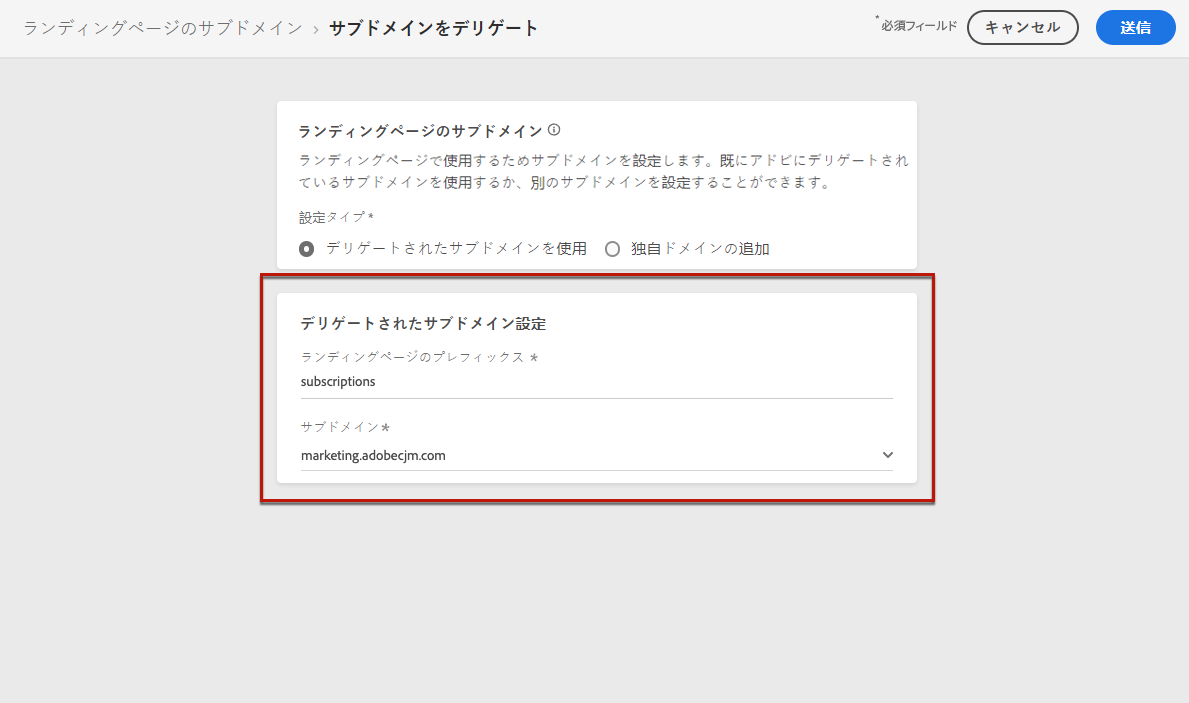 ランディングページのサブドメイン › サブドメインをデリゲート
*必須フィールド
キャンセル
送信
ランディングページのサブドメイン
ランディングページで使用するためサブドメインを設定します。既にアドビにデリゲートされ
ているサブドメインを使用するか、別のサブドメインを設定することができます。
設定タイプ *
デリゲートされたサブドメインを使用 独自ドメインの追加
デリゲートされたサブドメイン設定
ランディングページのプレフィックス *
subscriptions
サブドメイン*
marketing.adobecjm.com